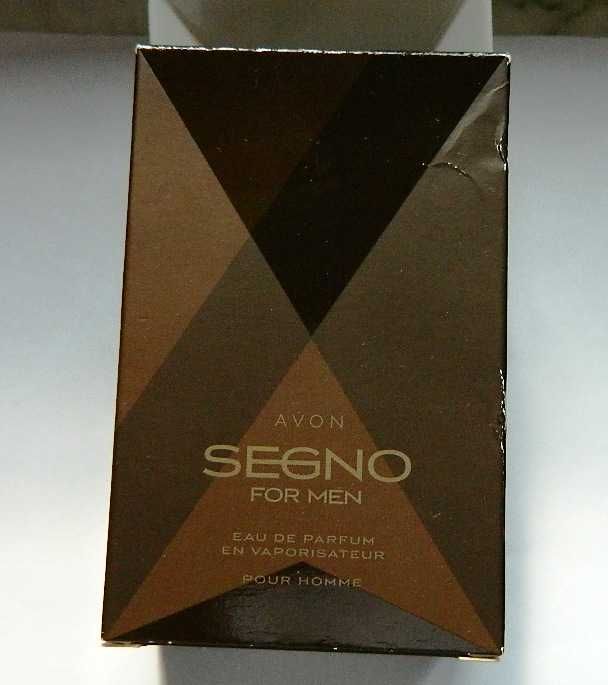 AVON
SEGNO
FOR MEN
EAU DE PARFUM
EN VAPORISATEUR
POUR HOMME